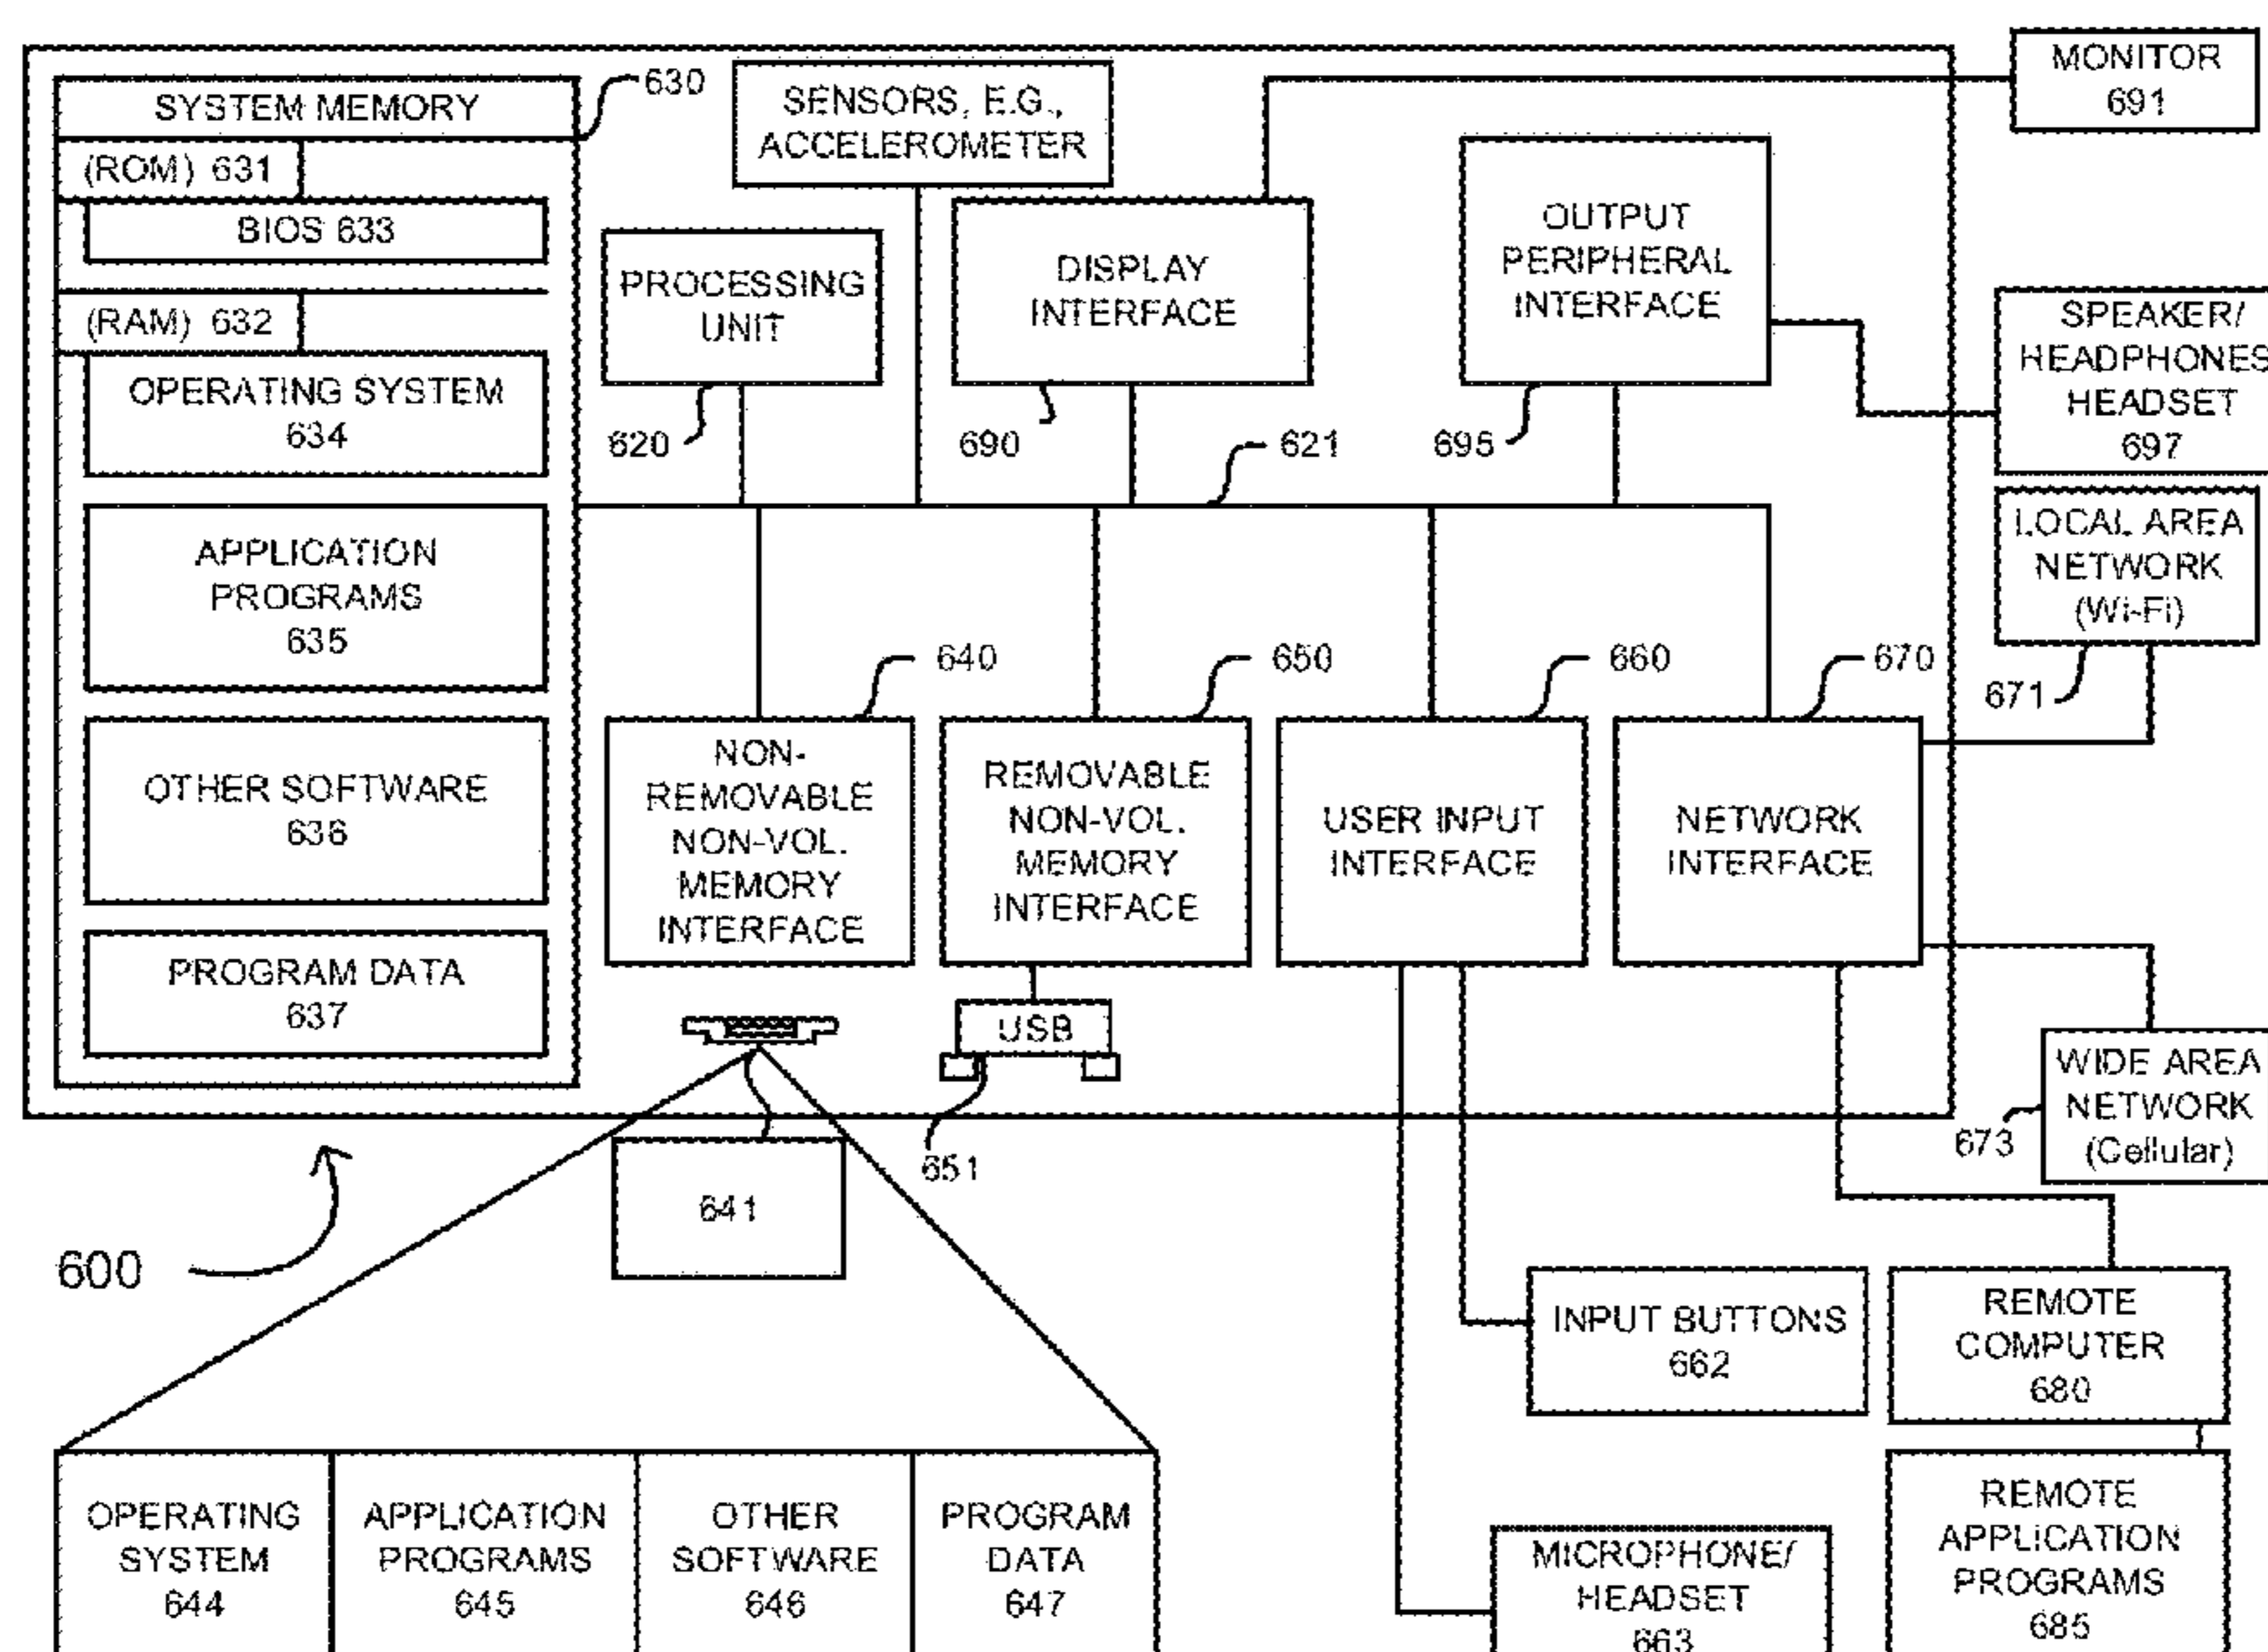 SYSTEM MEMORY
630
(ROM) 631
BIOS 633
(RAM) 632
OPERATING SYSTEM
634
APPLICATION
PROGRAMS
635
OTHER SOFTWARE
636
PROGRAM DATA
637
SENSORS, E.G.,
ACCELEROMETER
PROCESSING
UNIT
620
DISPLAY
INTERFACE
690
621
OUTPUT
PERIPHERAL
INTERFACE
695
MONITOR
691
SPEAKER/
HEADPHONES
HEADSET
697
LOCAL AREA
NETWORK
(Wi-Fi)
671
640
NON-
REMOVABLE
NON-VOL.
MEMORY
INTERFACE
650
REMOVABLE
NON-VOL.
MEMORY
INTERFACE
660
USER INPUT
INTERFACE
670
NETWORK
INTERFACE
USB
651
641
600
WIDE AREA
NETWORK
(Cellular)
673
INPUT BUTTONS
662
REMOTE
COMPUTER
680
OPERATING
SYSTEM
644
APPLICATION
PROGRAMS
645
OTHER
SOFTWARE
646
PROGRAM
DATA
647
MICROPHONE/
HEADSET
663
REMOTE
APPLICATION
PROGRAMS
685